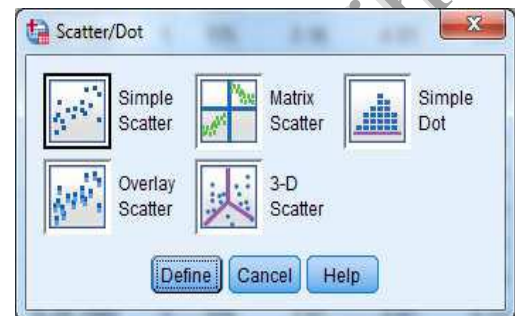 Scatter/Dot
Simple Scatter
Matrix Scatter
Simple Dot
Overlay Scatter
3-D Scatter
Define Cancel Help